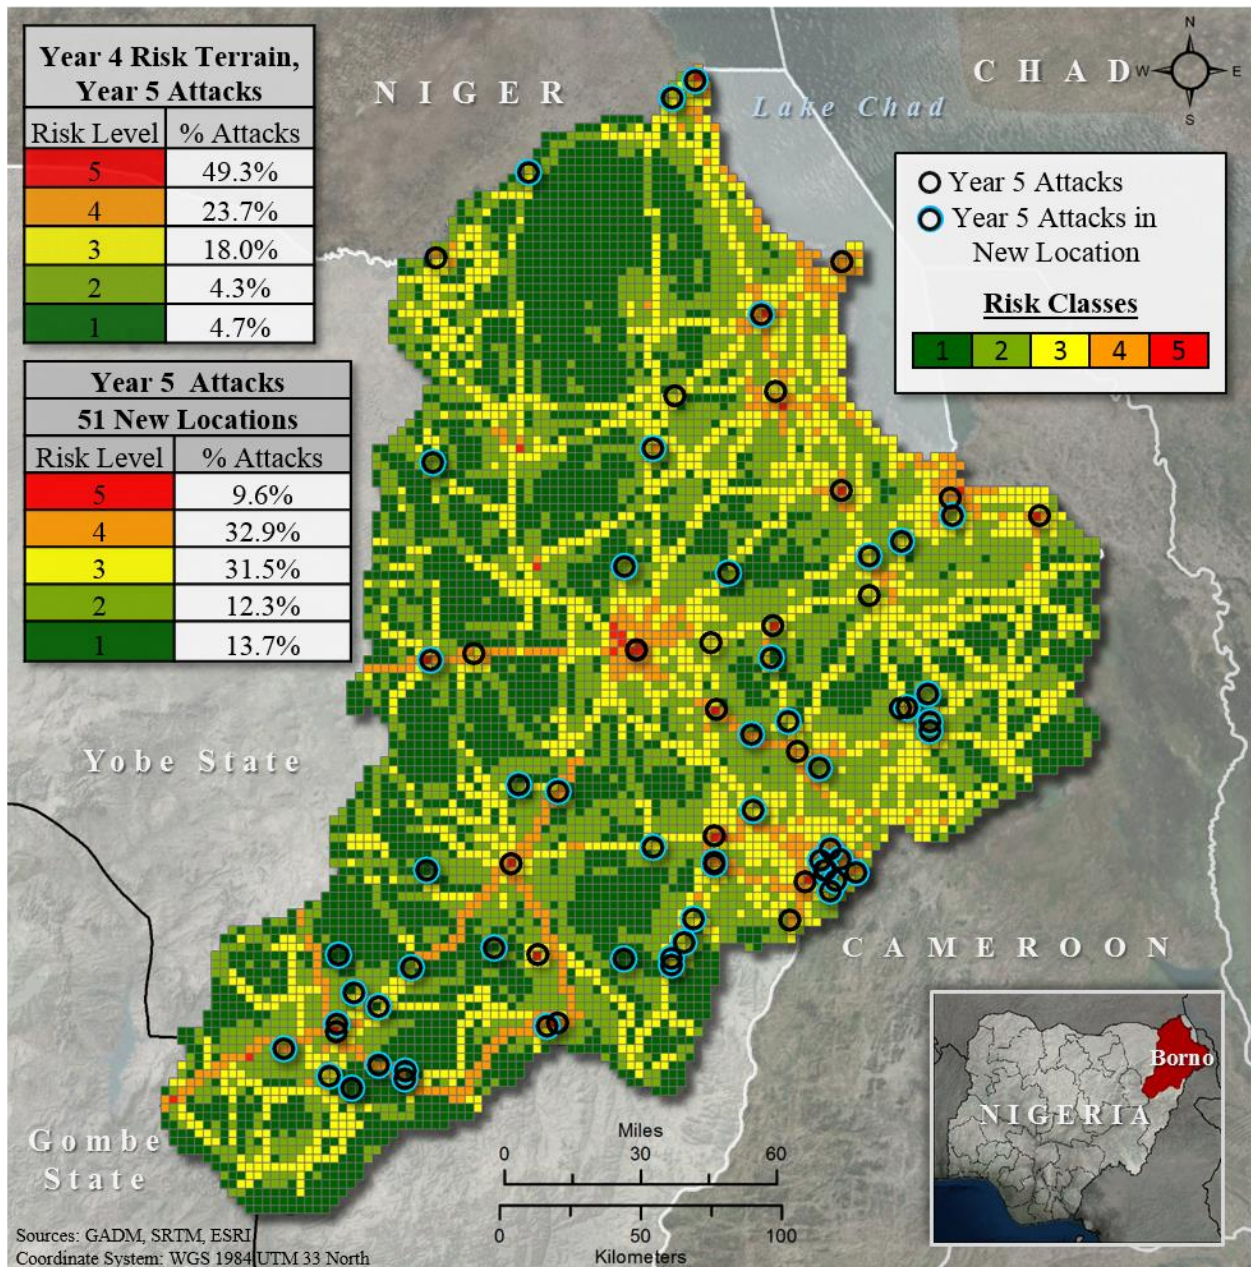 Year 4 Risk Terrain,
Year 5 Attacks
Risk Level % Attacks
5 49.3%
4 23.7%
3 18.0%
2 4.3%
1 4.7%
Year 5 Attacks
51 New Locations
Risk Level % Attacks
5 9.6%
4 32.9%
3 31.5%
2 12.3%
1 13.7%
NIGER
CHAD
Lake Chad
N
W E
S
Year 5 Attacks
Year 5 Attacks in
New Location
Risk Classes
1 2 3 4 5
Yobe State
CAMEROON
Gombe
State
Miles
0 30 60
0 50 100
Kilometers
Borno
NIGERIA
Sources: GADM, SRTM, ESRI
Coordinate System: WGS 1984 UTM 33 North